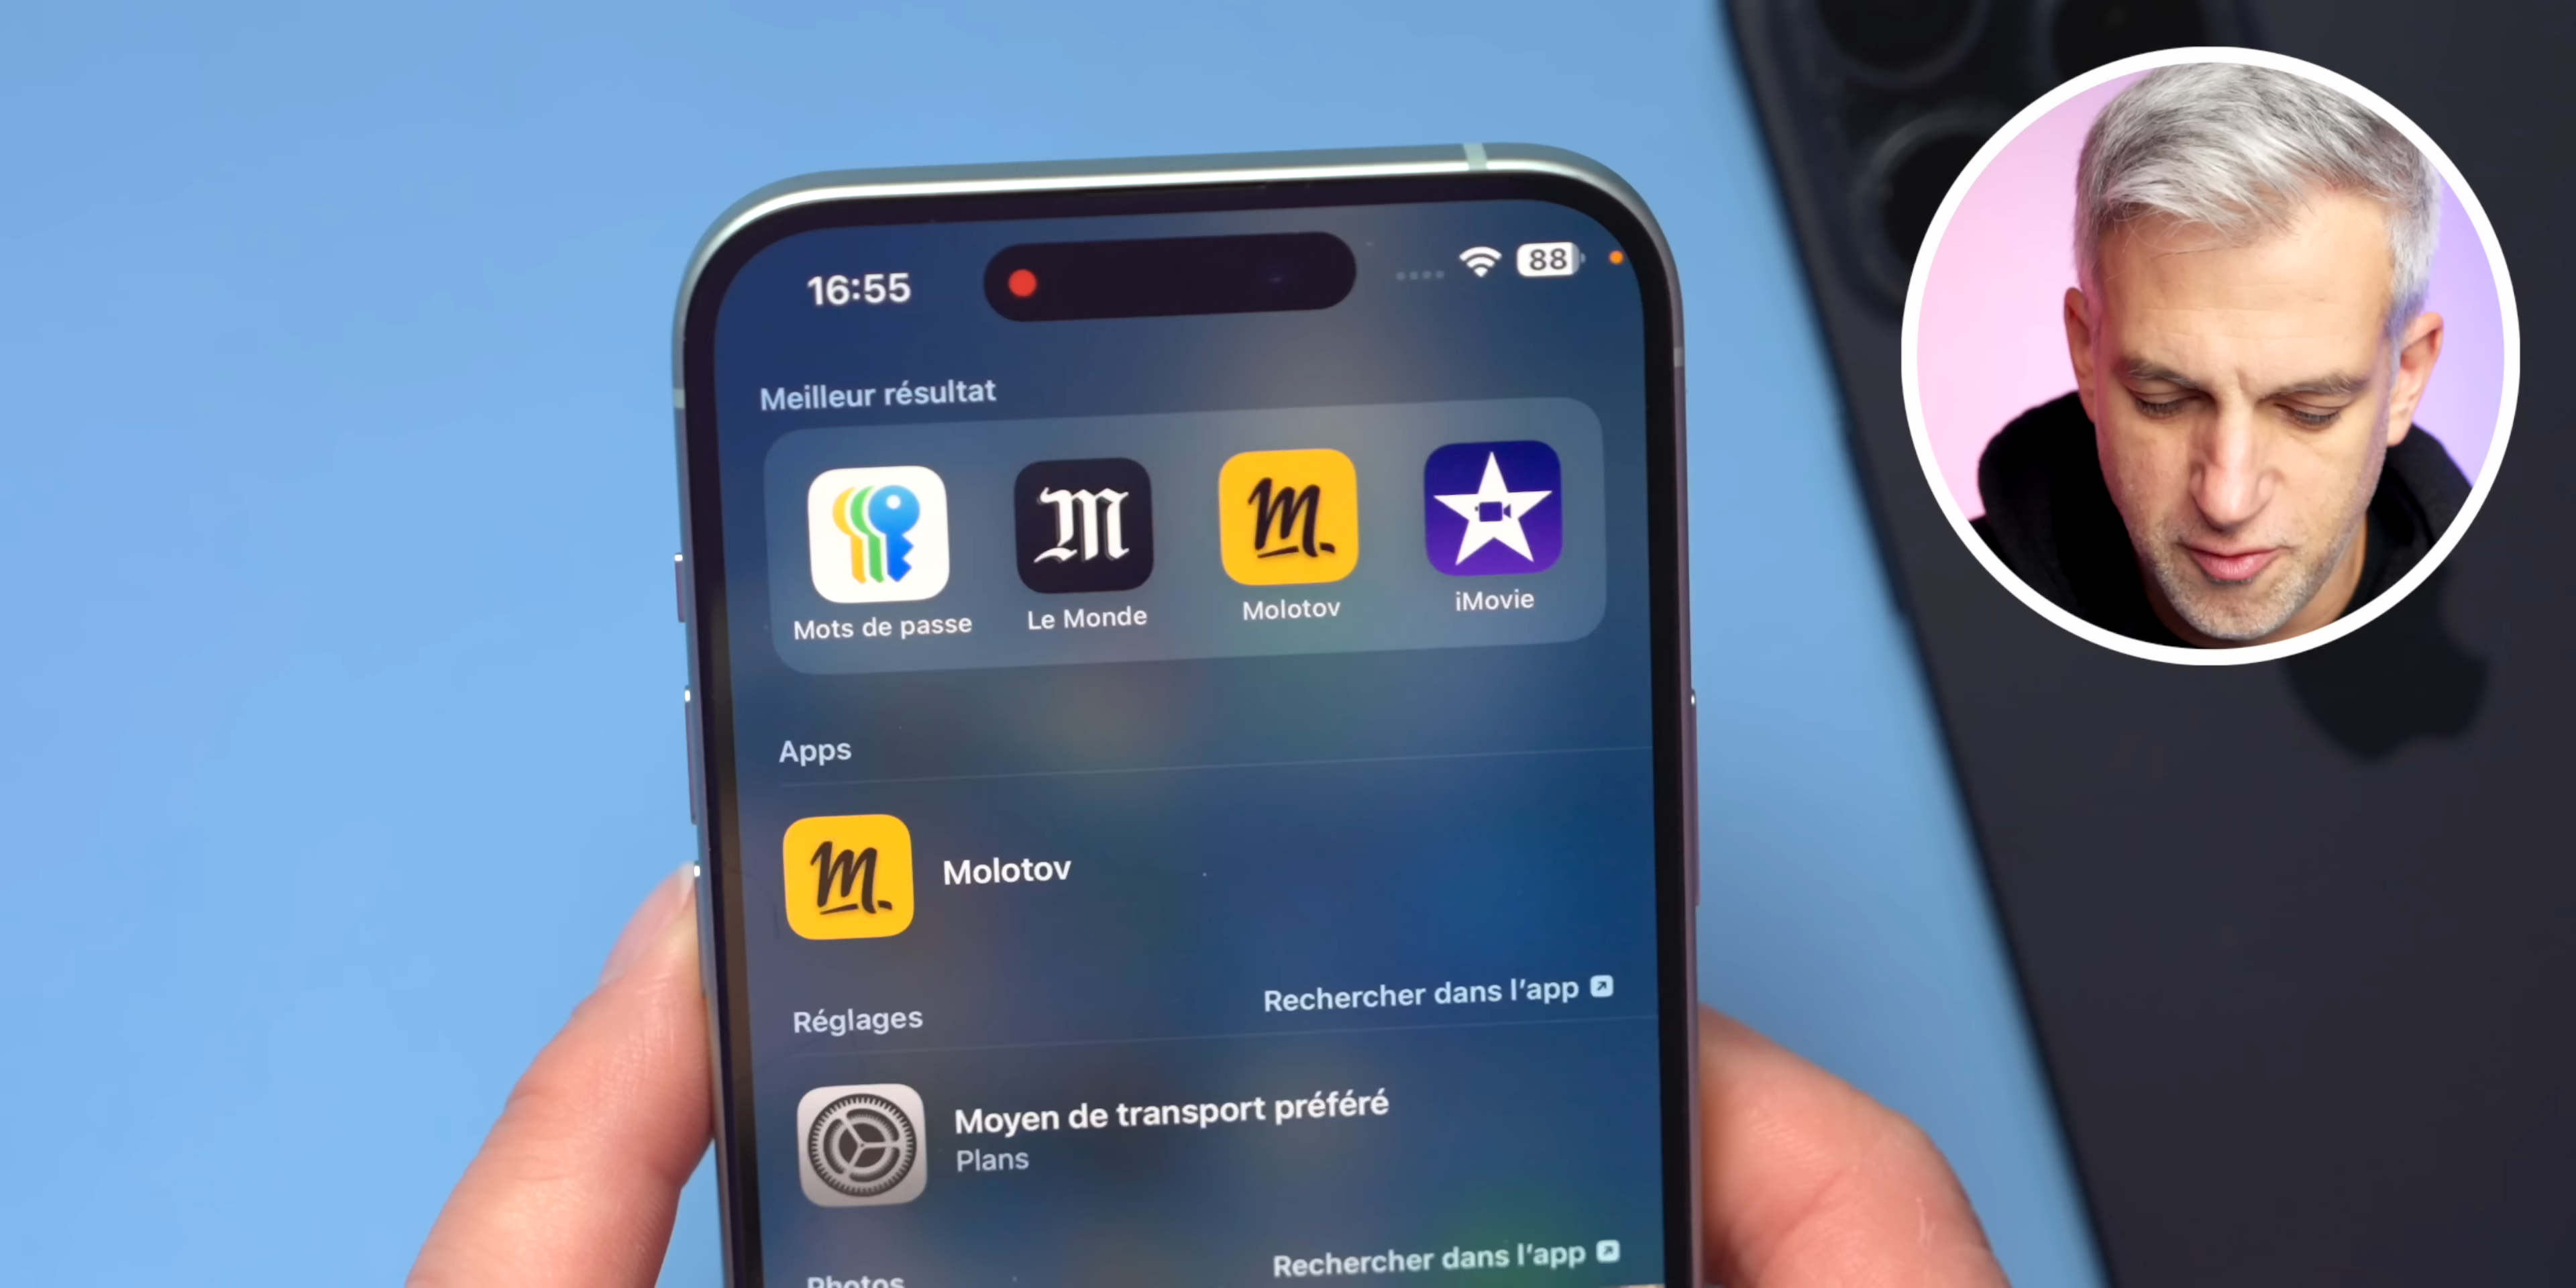 16:55
88
Meilleur résultat
Mots de passe
Le Monde
Molotov
iMovie
Apps
Molotov
Réglages
Rechercher dans l'app
Moyen de transport préféré
Plans
Photos
Rechercher dans l'app